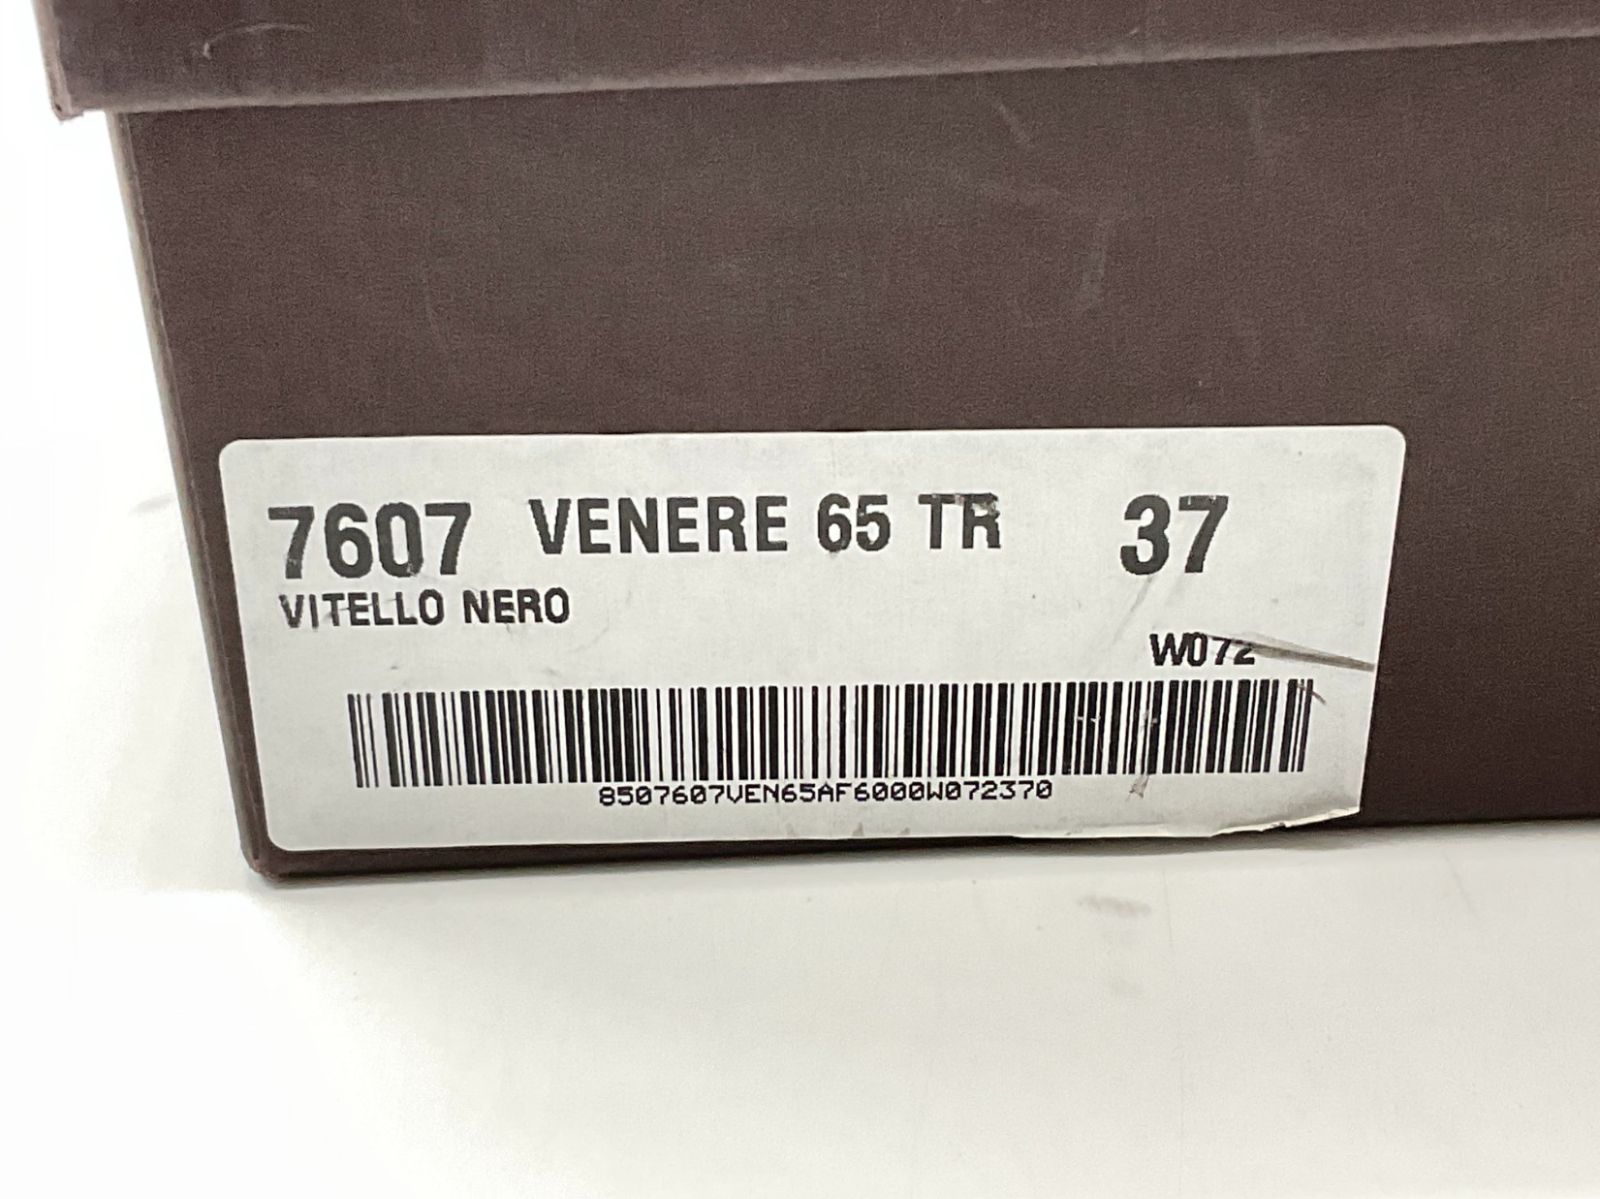 7607 VENERE 65 TR 37
VITELLO NERO
W072
8507607VEN65AF6000W072370